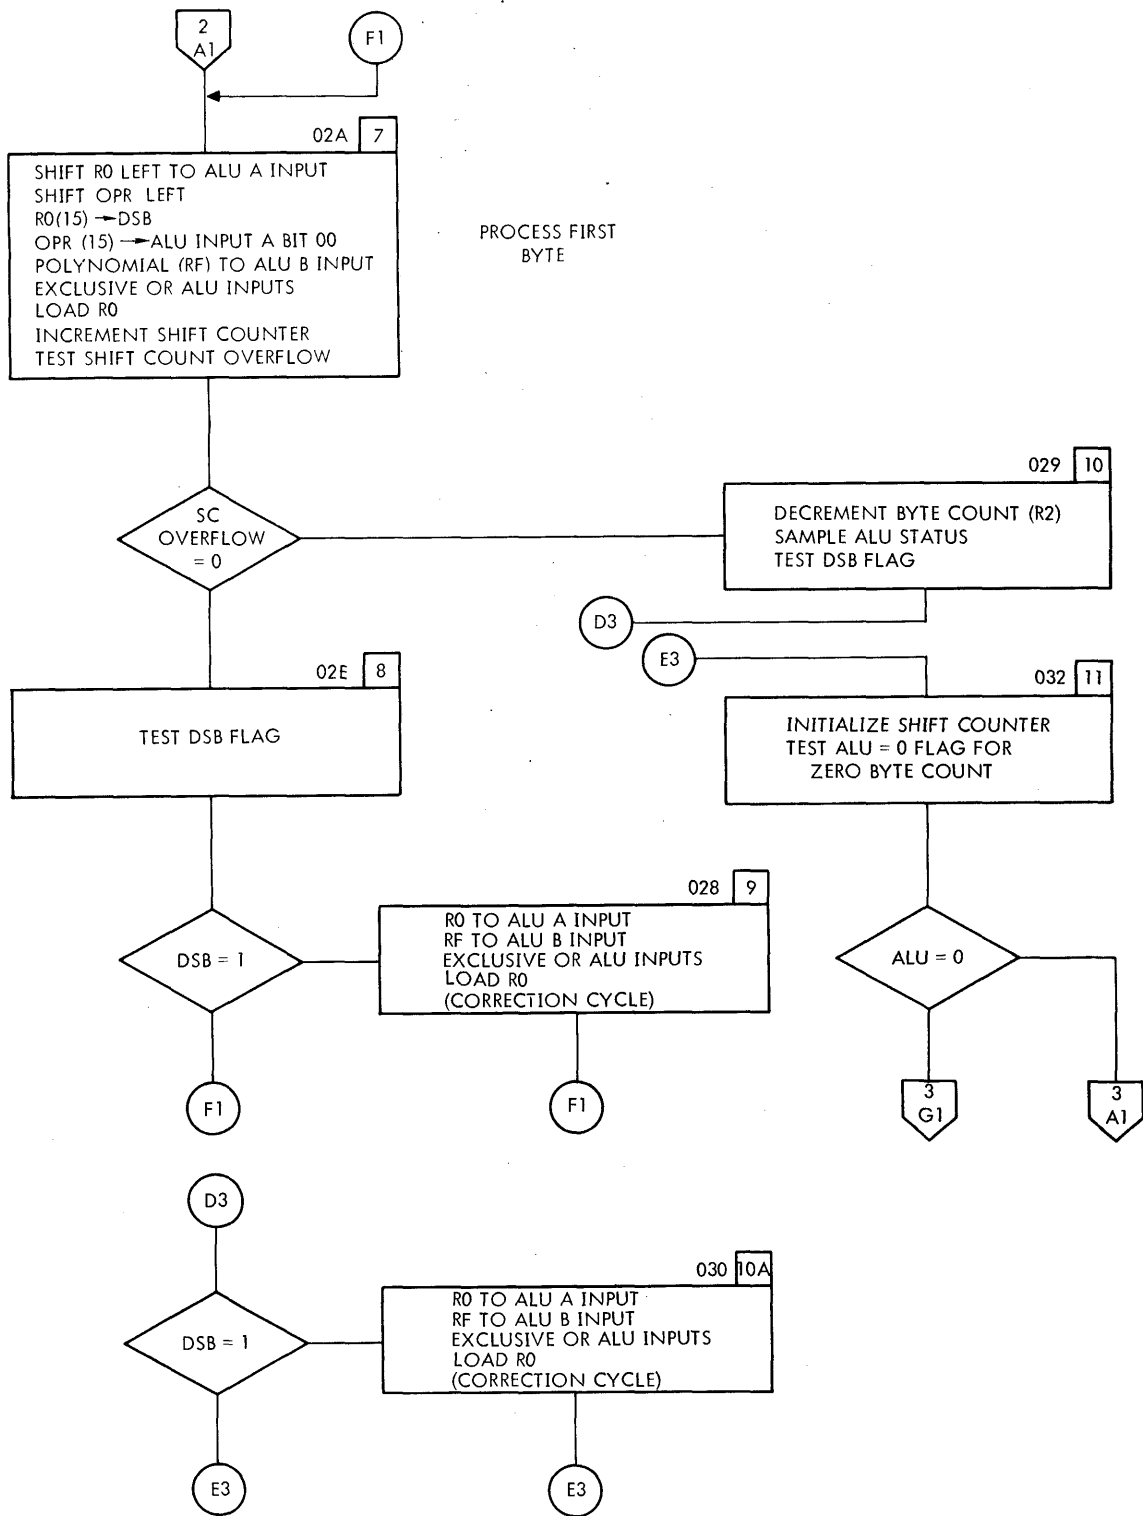 2
A1
F1
02A 7
SHIFT R0 LEFT TO ALU A INPUT
SHIFT OPR LEFT
R0(15) → DSB
OPR (15) → ALU INPUT A BIT 00
POLYNOMIAL (RF) TO ALU B INPUT
EXCLUSIVE OR ALU INPUTS
LOAD R0
INCREMENT SHIFT COUNTER
TEST SHIFT COUNT OVERFLOW
PROCESS FIRST
BYTE
SC
OVERFLOW
= 0
029 10
DECREMENT BYTE COUNT (R2)
SAMPLE ALU STATUS
TEST DSB FLAG
D3
E3
02E 8
TEST DSB FLAG
032 11
INITIALIZE SHIFT COUNTER
TEST ALU = 0 FLAG FOR
ZERO BYTE COUNT
DSB = 1
028 9
R0 TO ALU A INPUT
RF TO ALU B INPUT
EXCLUSIVE OR ALU INPUTS
LOAD R0
(CORRECTION CYCLE)
ALU = 0
F1
F1
3
G1
3
A1
D3
DSB = 1
030 10A
R0 TO ALU A INPUT
RF TO ALU B INPUT
EXCLUSIVE OR ALU INPUTS
LOAD R0
(CORRECTION CYCLE)
E3
E3